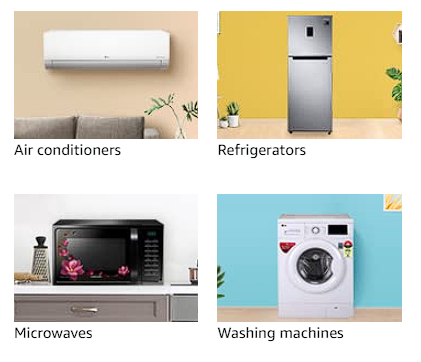 Air conditioners
Refrigerators
Microwaves
Washing machines